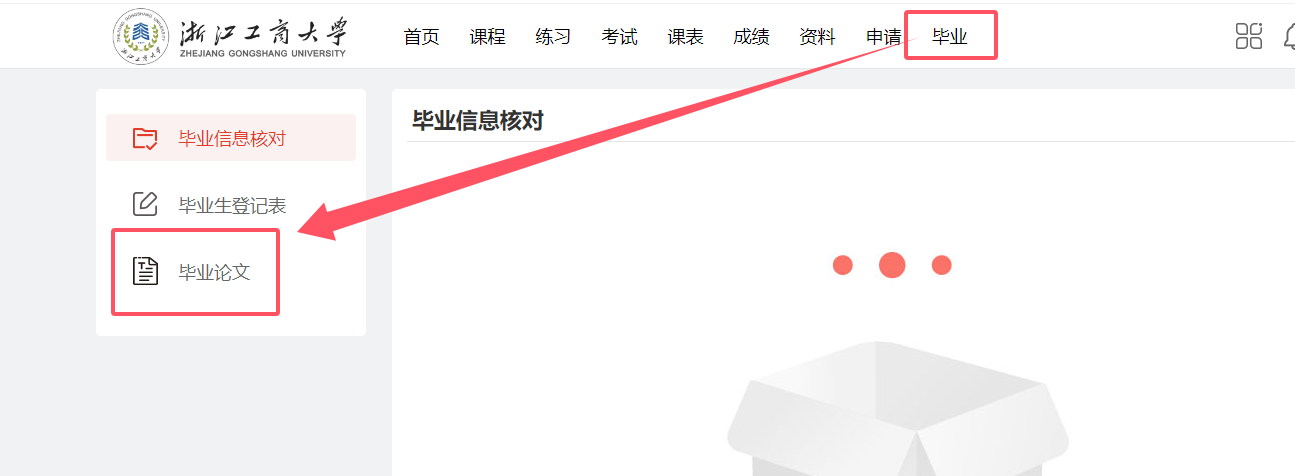 浙江工商大学
ZHEJIANG GONGSHANG UNIVERSITY
首页 课程 练习 考试 课表 成绩 资料 申请 毕业
毕业信息核对
毕业生登记表
毕业论文
毕业信息核对